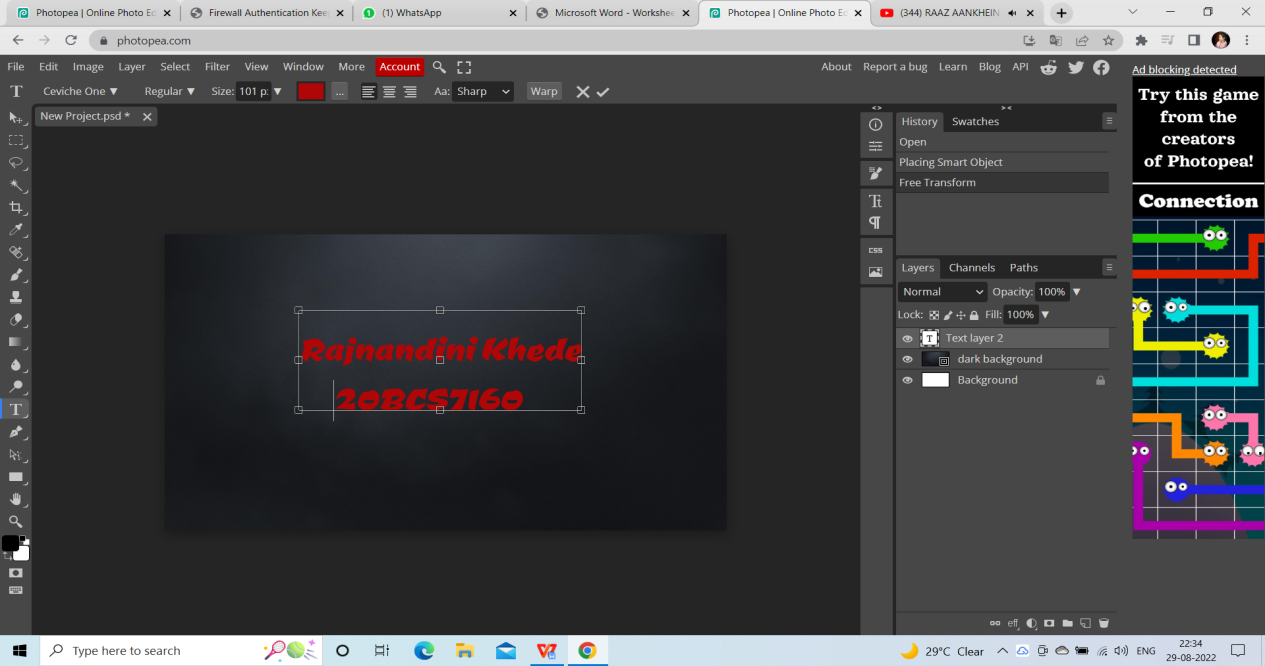 Photopea | Online Photo Ed
Firewall Authentication Keep
(1) WhatsApp
Microsoft Word - Workshee
Photopea | Online Photo Ed
(344) RAAZ AANKHEIN
photopea.com
File Edit Image Layer Select Filter View Window More Account
About Report a bug Learn Blog API
Ad blocking detected
Ceviche One ▼ Regular ▼ Size: 101 p: ▼ ... Aa: Sharp Warp
New Project.psd *
History Swatches
Open
Placing Smart Object
Free Transform
CSS
Rajnandini Khede
20BCS7160
Layers Channels Paths
Normal Opacity: 100% ▼
Lock: Fill: 100% ▼
T Text layer 2
dark background
Background
eff
Try this game
from the
creators
of Photopea!
Connection
Type here to search
29°C Clear
ENG
22:34
29-08-2022